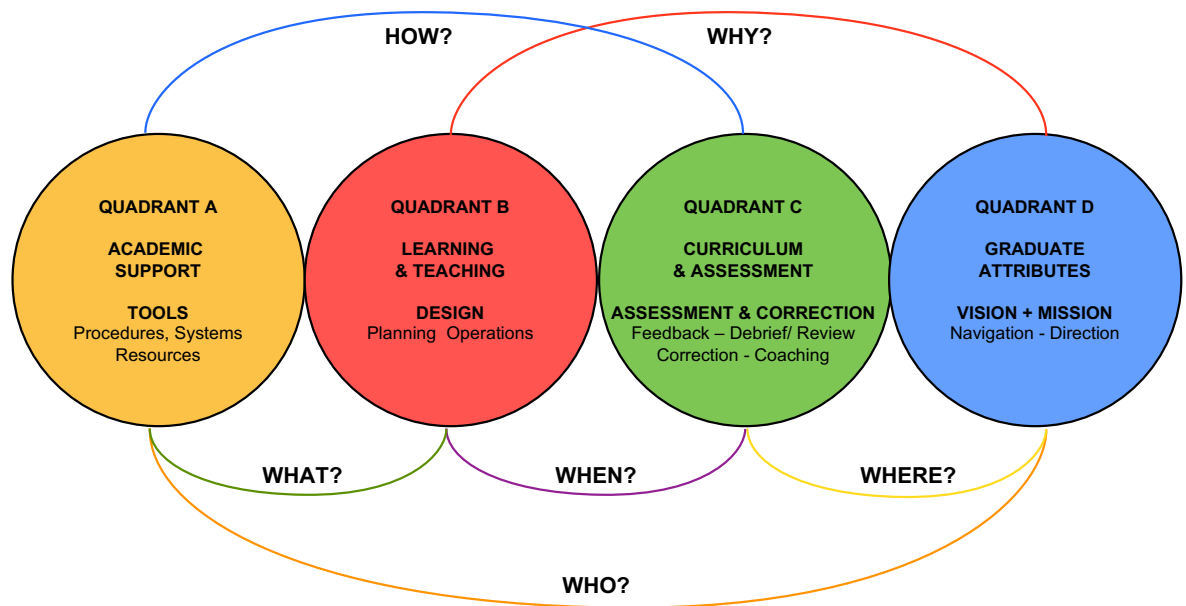 HOW?
WHY?
QUADRANT A
ACADEMIC
SUPPORT
TOOLS
Procedures, Systems
Resources
QUADRANT B
LEARNING
& TEACHING
DESIGN
Planning  Operations
QUADRANT C
CURRICULUM
& ASSESSMENT
ASSESSMENT & CORRECTION
Feedback – Debrief/ Review
Correction - Coaching
QUADRANT D
GRADUATE
ATTRIBUTES
VISION + MISSION
Navigation - Direction
WHAT?
WHEN?
WHERE?
WHO?